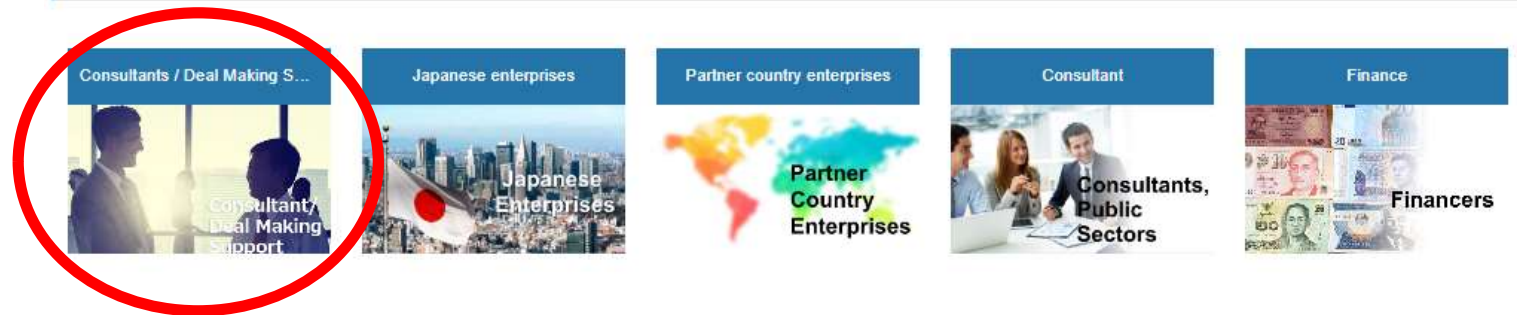 Consultants / Deal Making S...
Japanese enterprises
Partner country enterprises
Consultant
Finance
Consultant/
Deal Making
Support
Japanese
Enterprises
Partner
Country
Enterprises
Consultants,
Public
Sectors
Financers